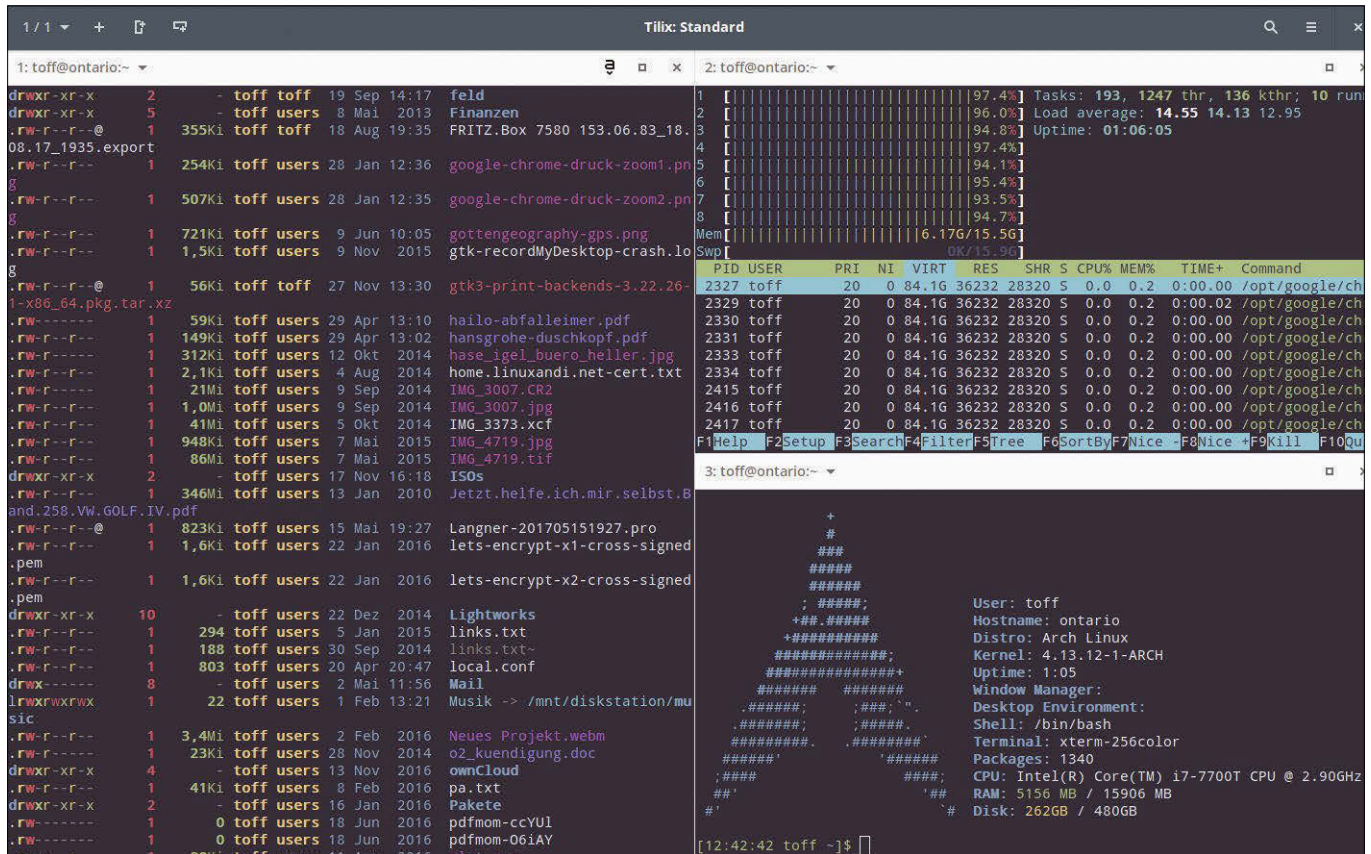 1 / 1
Tilix: Standard
1: toff@ontario:~
drwxr-xr-x 2 - toff toff 19 Sep 14:17 feld
drwxr-xr-x 5 - toff users 8 Mai 2013 Finanzen
.rw-r--r--@ 1 355Ki toff toff 18 Aug 19:35 FRITZ.Box 7580 153.06.83_18.
08.17_1935.export
.rw-r--r-- 1 254Ki toff users 28 Jan 12:36 google-chrome-druck-zoom1.pn
g
.rw-r--r-- 1 507Ki toff users 28 Jan 12:35 google-chrome-druck-zoom2.pn
g
.rw-r--r-- 1 721Ki toff users 9 Jun 10:05 gottengeography-gps.png
.rw-r--r-- 1 1,5Ki toff users 9 Nov 2015 gtk-recordMyDesktop-crash.lo
g
.rw-r--r--@ 1 56Ki toff toff 27 Nov 13:30 gtk3-print-backends-3.22.26-
1-x86_64.pkg.tar.xz
.rw------- 1 59Ki toff users 29 Apr 13:10 hailo-abfalleimer.pdf
.rw-r--r-- 1 149Ki toff users 29 Apr 13:02 hansgrohe-duschkopf.pdf
.rw-r----- 1 312Ki toff users 12 Okt 2014 hase_igel_buero_heller.jpg
.rw-r--r-- 1 2,1Ki toff users 4 Aug 2014 home.linuxandi.net-cert.txt
.rw-r----- 1 21Mi toff users 9 Sep 2014 IMG_3007.CR2
.rw-r--r-- 1 1,0Mi toff users 9 Sep 2014 IMG_3007.jpg
.rw-r----- 1 41Mi toff users 5 Okt 2014 IMG_3373.xcf
.rw-r--r-- 1 948Ki toff users 7 Mai 2015 IMG_4719.jpg
.rw-r--r-- 1 86Mi toff users 7 Mai 2015 IMG_4719.tif
drwxr-xr-x 2 - toff users 17 Nov 16:18 ISOs
.rw-r--r-- 1 346Mi toff users 13 Jan 2010 Jetzt.helfe.ich.mir.selbst.B
and.258.VW.GOLF.IV.pdf
.rw-r--r--@ 1 823Ki toff users 15 Mai 19:27 Langner-201705151927.pro
.rw-r--r-- 1 1,6Ki toff users 22 Jan 2016 lets-encrypt-x1-cross-signed
.pem
.rw-r--r-- 1 1,6Ki toff users 22 Jan 2016 lets-encrypt-x2-cross-signed
.pem
drwxr-xr-x 10 - toff users 22 Dez 2014 Lightworks
.rw-r--r-- 1 294 toff users 5 Jan 2015 links.txt
.rw-r--r-- 1 188 toff users 30 Sep 2014 links.txt~
.rw-r--r-- 1 803 toff users 20 Apr 20:47 local.conf
drwx------ 8 - toff users 2 Mai 11:56 Mail
lrwxrwxrwx 1 22 toff users 1 Feb 13:21 Musik -> /mnt/diskstation/mu
sic
.rw-r--r-- 1 3,4Mi toff users 2 Feb 2016 Neues Projekt.webm
.rw-r----- 1 23Ki toff users 28 Nov 2014 o2_kuendigung.doc
drwxr-xr-x 4 - toff users 13 Nov 2016 ownCloud
.rw-r--r-- 1 41Ki toff users 8 Feb 2016 pa.txt
drwxr-xr-x 2 - toff users 16 Jan 2016 Pakete
.rw------- 1 0 toff users 18 Jun 2016 pdfmom-ccYUl
.rw------- 1 0 toff users 18 Jun 2016 pdfmom-O6iAY
2: toff@ontario:~
1 [97.4%] Tasks: 193, 1247 thr, 136 kthr; 10 run
2 [96.0%] Load average: 14.55 14.13 12.95
3 [94.8%] Uptime: 01:06:05
4 [97.4%]
5 [94.1%]
6 [95.4%]
7 [93.5%]
8 [94.7%]
Mem[6.17G/15.5G]
Swp[0K/15.9G]
PID USER PRI NI VIRT RES SHR S CPU% MEM% TIME+ Command
2327 toff 20 0 84.1G 36232 28320 S 0.0 0.2 0:00.00 /opt/google/ch
2329 toff 20 0 84.1G 36232 28320 S 0.0 0.2 0:00.02 /opt/google/ch
2330 toff 20 0 84.1G 36232 28320 S 0.0 0.2 0:00.00 /opt/google/ch
2331 toff 20 0 84.1G 36232 28320 S 0.0 0.2 0:00.00 /opt/google/ch
2333 toff 20 0 84.1G 36232 28320 S 0.0 0.2 0:00.00 /opt/google/ch
2334 toff 20 0 84.1G 36232 28320 S 0.0 0.2 0:00.00 /opt/google/ch
2415 toff 20 0 84.1G 36232 28320 S 0.0 0.2 0:00.00 /opt/google/ch
2416 toff 20 0 84.1G 36232 28320 S 0.0 0.2 0:00.00 /opt/google/ch
2417 toff 20 0 84.1G 36232 28320 S 0.0 0.2 0:00.00 /opt/google/ch
F1Help F2Setup F3SearchF4FilterF5Tree F6SortByF7Nice -F8Nice +F9Kill F10Qu
3: toff@ontario:~
User: toff
Hostname: ontario
Distro: Arch Linux
Kernel: 4.13.12-1-ARCH
Uptime: 1:05
Window Manager:
Desktop Environment:
Shell: /bin/bash
Terminal: xterm-256color
Packages: 1340
CPU: Intel(R) Core(TM) i7-7700T CPU @ 2.90GHz
RAM: 5156 MB / 15906 MB
Disk: 262GB / 480GB
[12:42:42 toff ~]$